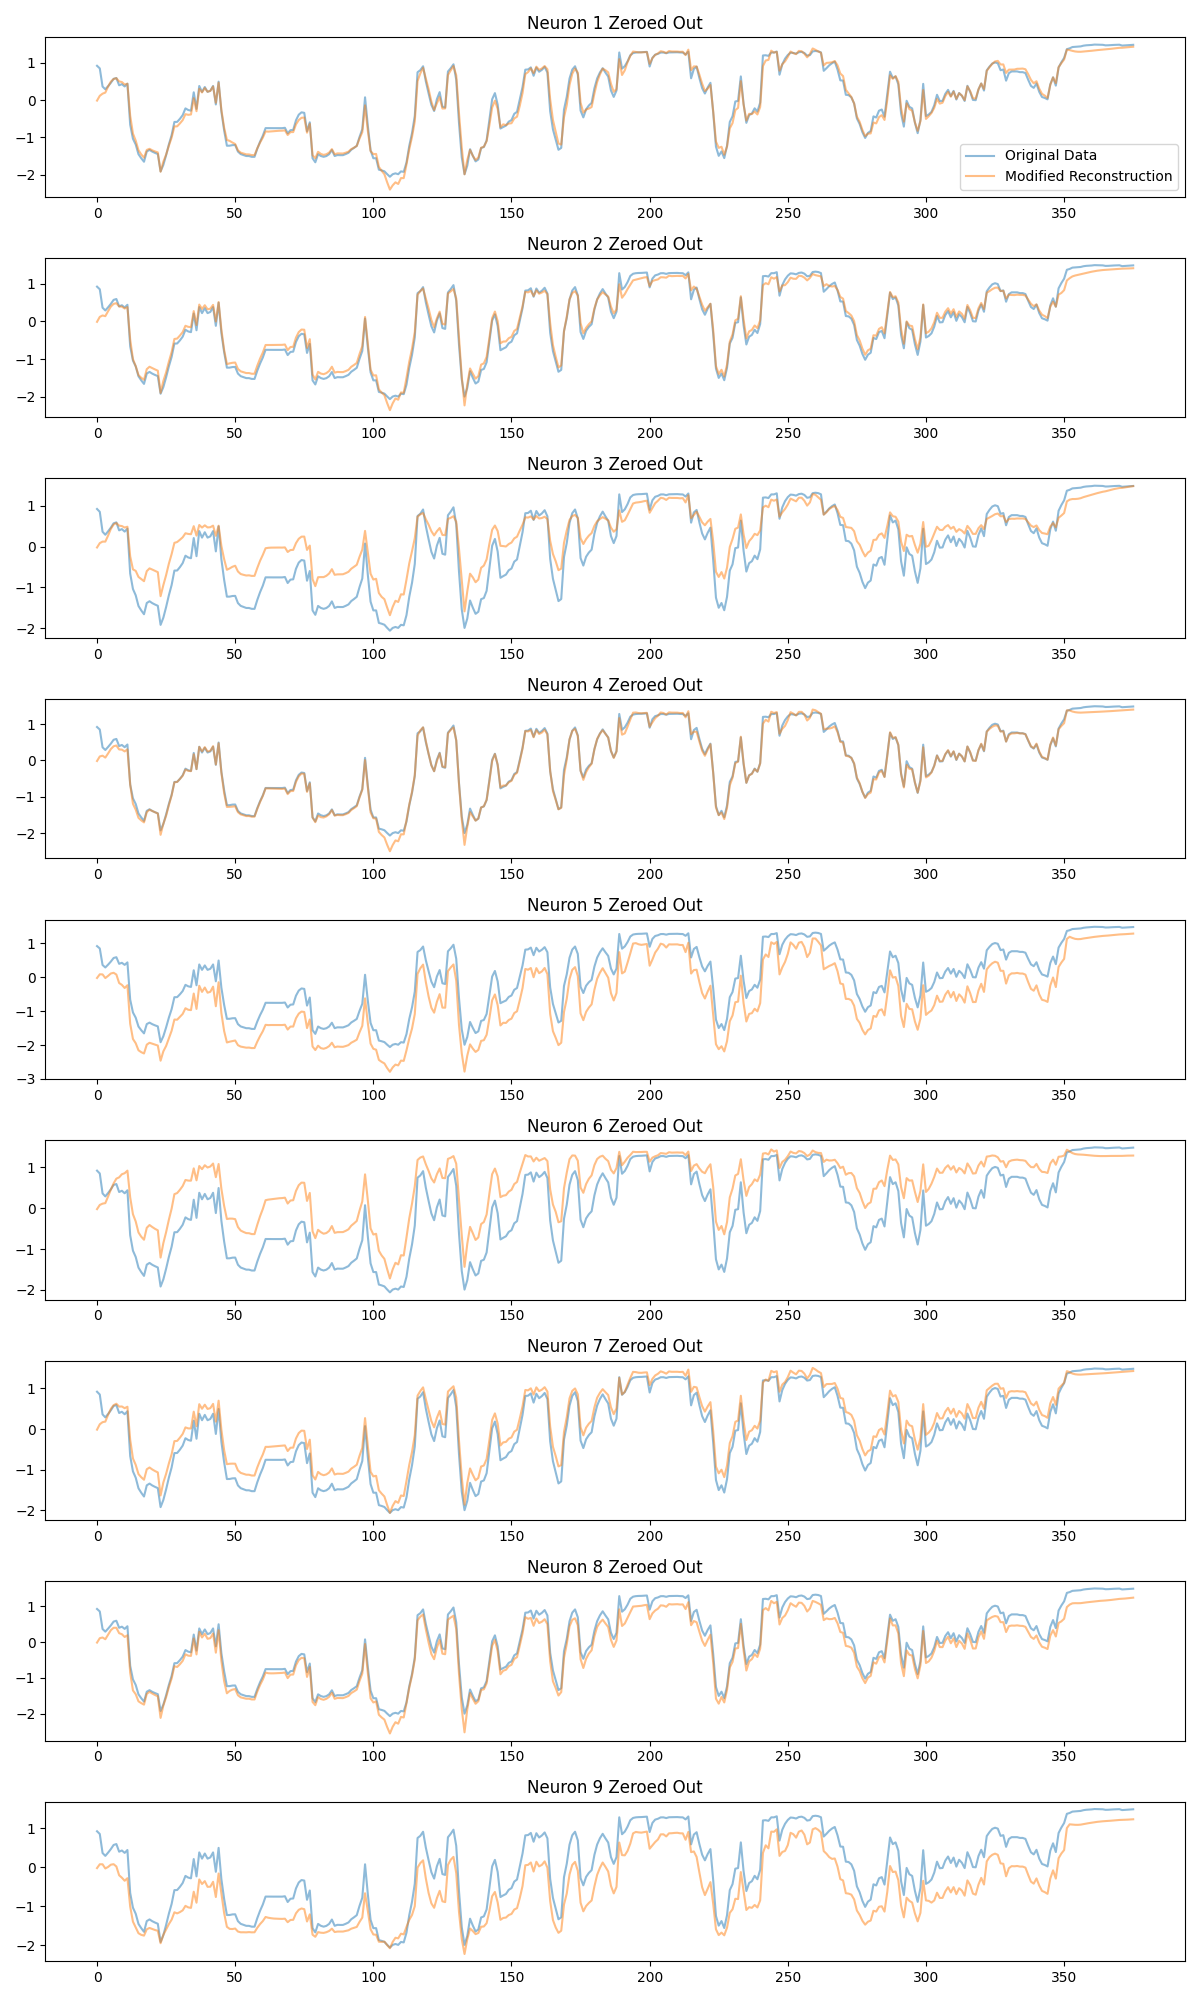 Neuron 1 Zeroed Out
1
0
−1
−2
Original Data
Modified Reconstruction
0 50 100 150 200 250 300 350
Neuron 2 Zeroed Out
1
0
−1
−2
0 50 100 150 200 250 300 350
Neuron 3 Zeroed Out
1
0
−1
−2
0 50 100 150 200 250 300 350
Neuron 4 Zeroed Out
1
0
−1
−2
0 50 100 150 200 250 300 350
Neuron 5 Zeroed Out
1
0
−1
−2
−3
0 50 100 150 200 250 300 350
Neuron 6 Zeroed Out
1
0
−1
−2
0 50 100 150 200 250 300 350
Neuron 7 Zeroed Out
1
0
−1
−2
0 50 100 150 200 250 300 350
Neuron 8 Zeroed Out
1
0
−1
−2
0 50 100 150 200 250 300 350
Neuron 9 Zeroed Out
1
0
−1
−2
0 50 100 150 200 250 300 350